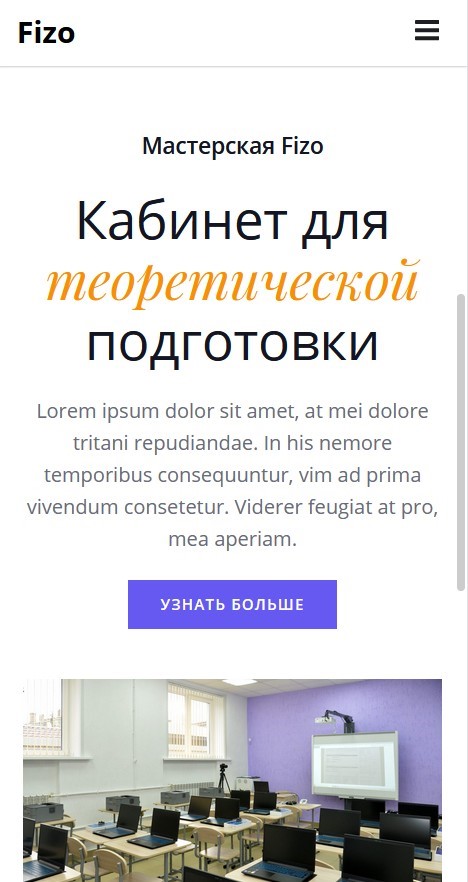 Fizo
Мастерская Fizo
Кабинет для
теоретической
подготовки
Lorem ipsum dolor sit amet, at mei dolore
tritani repudiandae. In his nemore
temporibus consequuntur, vim ad prima
vivendum consetetur. Viderer feugiat at pro,
mea aperiam.
УЗНАТЬ БОЛЬШЕ